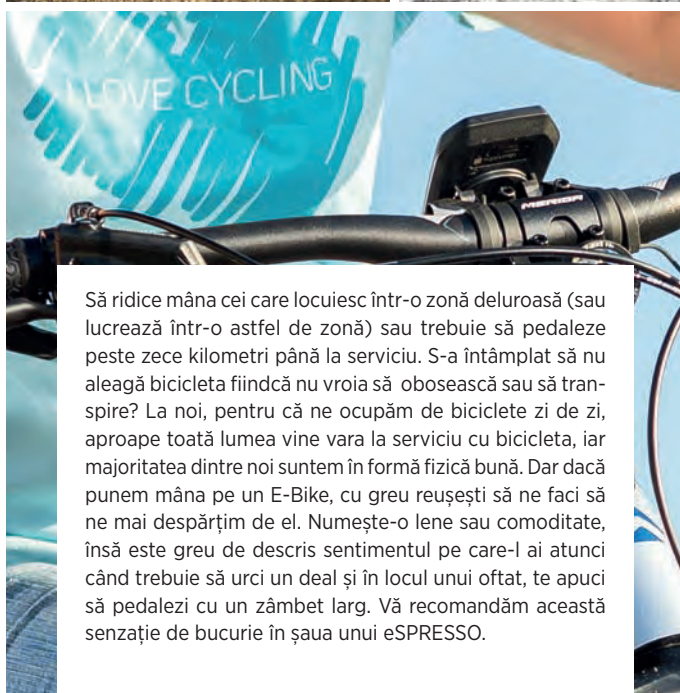 I LOVE CYCLING
MERIDA
Să ridice mâna cei care locuiesc într-o zonă deluroasă (sau
lucrează într-o astfel de zonă) sau trebuie să pedaleze
peste zece kilometri până la serviciu. S-a întâmplat să nu
aleagă bicicleta fiindcă nu vroia să obosească sau să tran-
spire? La noi, pentru că ne ocupăm de biciclete zi de zi,
aproape toată lumea vine vara la serviciu cu bicicleta, iar
majoritatea dintre noi suntem în formă fizică bună. Dar dacă
punem mâna pe un E-Bike, cu greu reușești să ne faci să
ne mai despărțim de el. Numește-o lene sau comoditate,
însă este greu de descris sentimentul pe care-l ai atunci
când trebuie să urci un deal și în locul unui oftat, te apuci
să pedalezi cu un zâmbet larg. Vă recomandăm această
senzație de bucurie în șaua unui eSPRESSO.